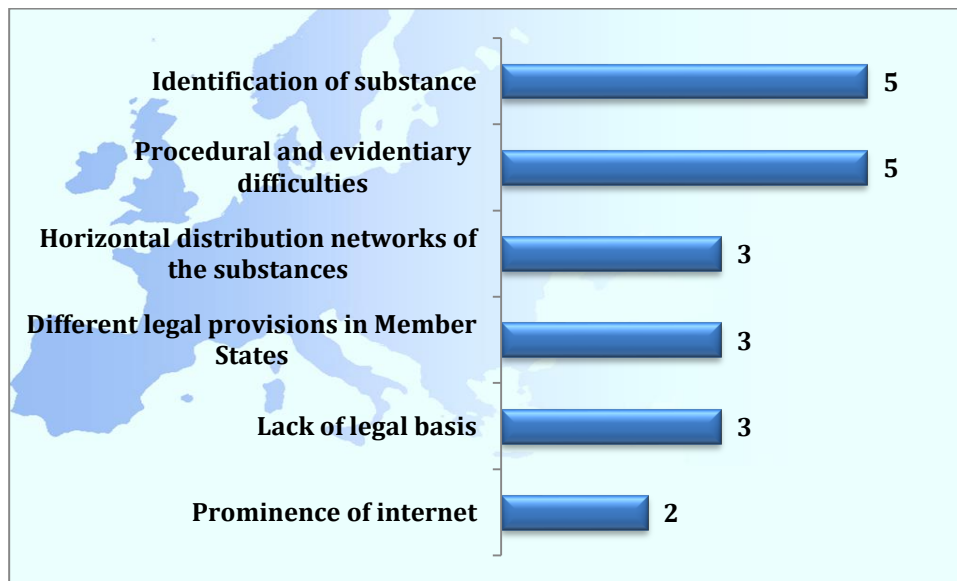 Identification of substance 5
Procedural and evidentiary
difficulties 5
Horizontal distribution networks of
the substances 3
Different legal provisions in Member
States 3
Lack of legal basis 3
Prominence of internet 2